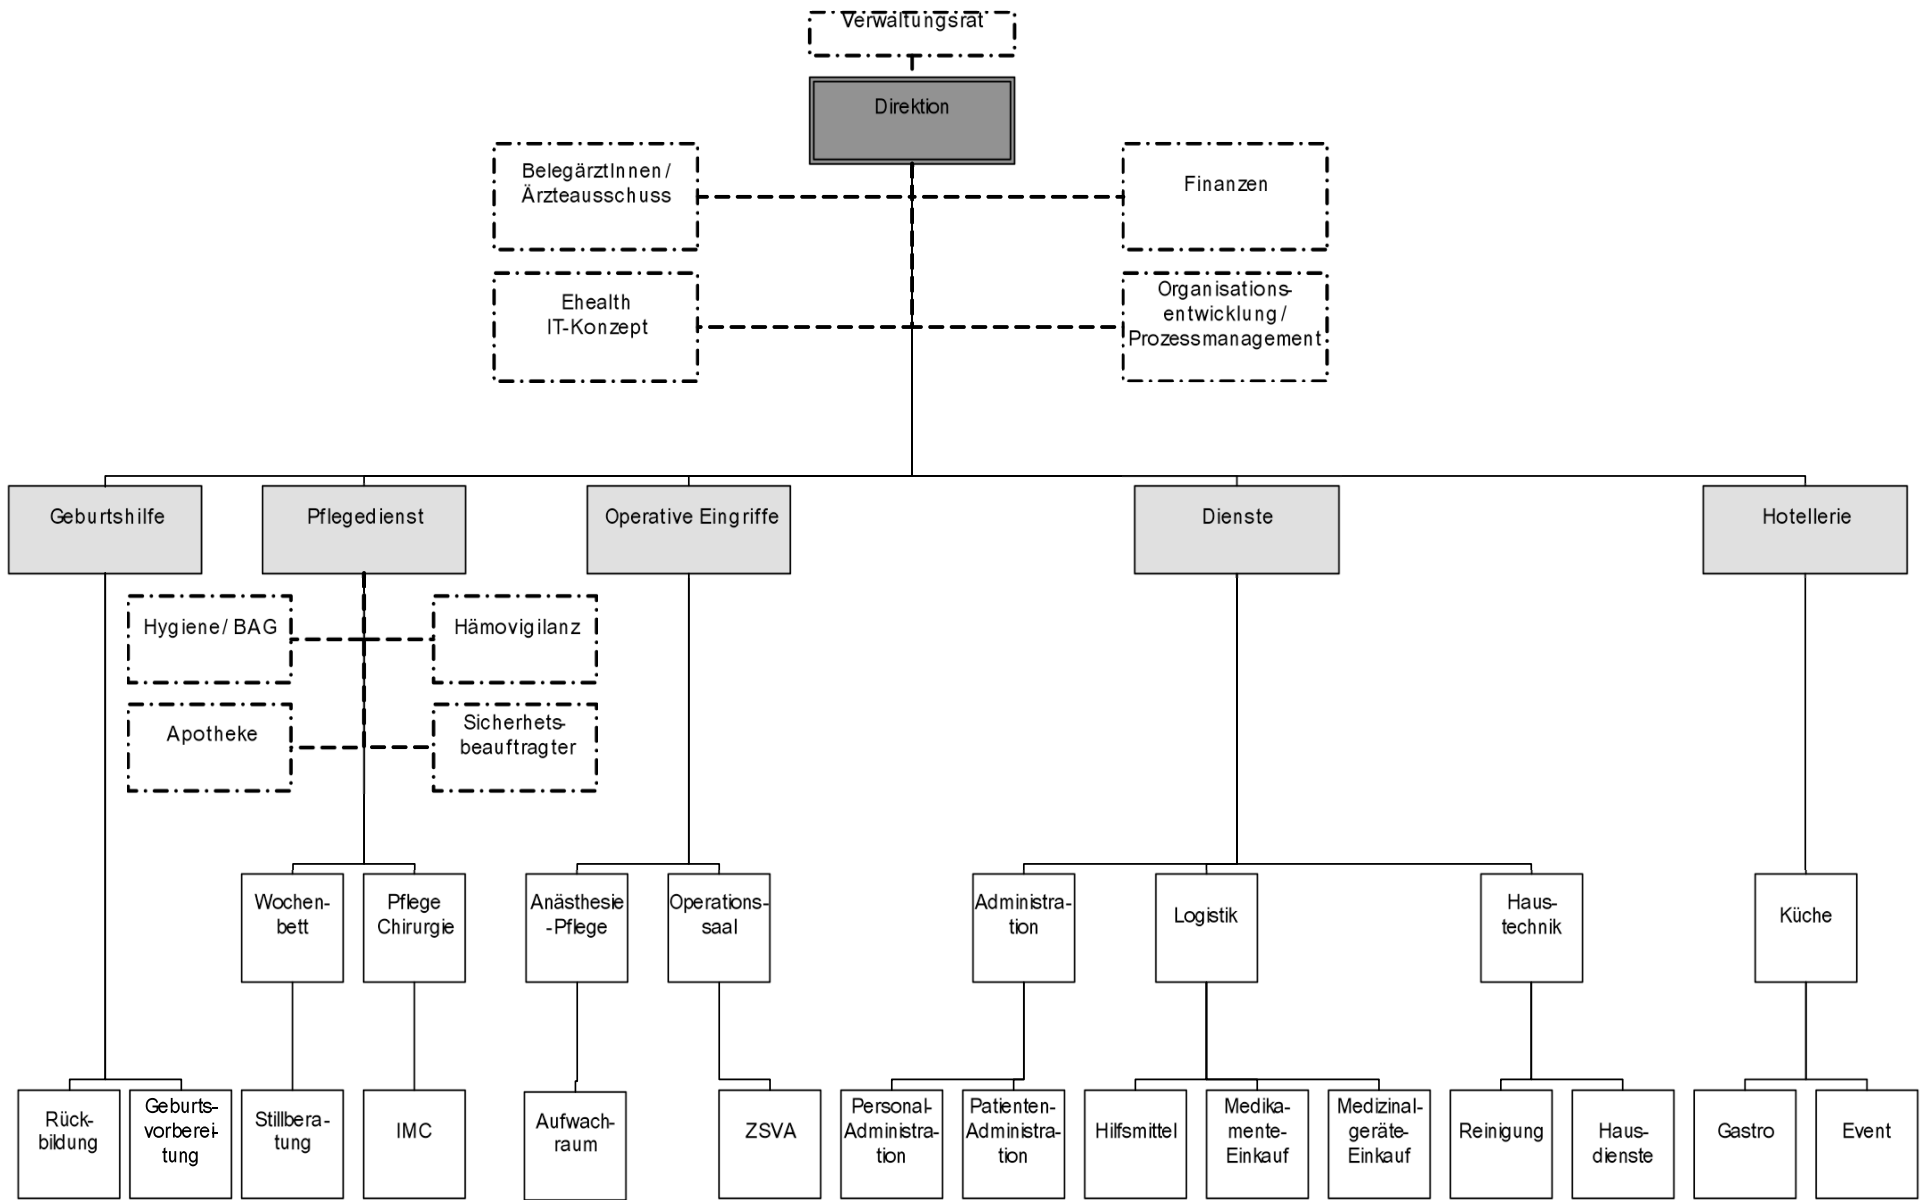 Verwaltungsrat
Direktion
BelegärztInnen /
Ärzteausschuss
Finanzen
Ehealth
IT-Konzept
Organisations-
entwicklung /
Prozessmanagement
Geburtshilfe
Pflegedienst
Operative Eingriffe
Dienste
Hotellerie
Hygiene / BAG
Hämovigilanz
Apotheke
Sicherhets-
beauftragter
Wochen-
bett
Pflege
Chirurgie
Anästhesie
-Pflege
Operations-
saal
Administra-
tion
Logistik
Haus-
technik
Küche
Rück-
bildung
Geburts-
vorberei-
tung
Stillbera-
tung
IMC
Aufwach-
raum
ZSVA
Personal-
Administra-
tion
Patienten-
Administra-
tion
Hilfsmittel
Medika-
mente-
Einkauf
Medizinal-
geräte-
Einkauf
Reinigung
Haus-
dienste
Gastro
Event